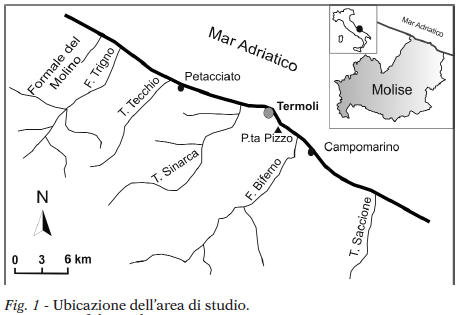 Mar Adriatico
Molise
Mar Adriatico
Formale del
Molino
F. Trigno
T. Tecchio
Petacciato
Termoli
P.ta Pizzo
Campomarino
T. Sinarca
F. Biferno
T. Saccione
N
0 3 6 km
Fig. 1 - Ubicazione dell'area di studio.